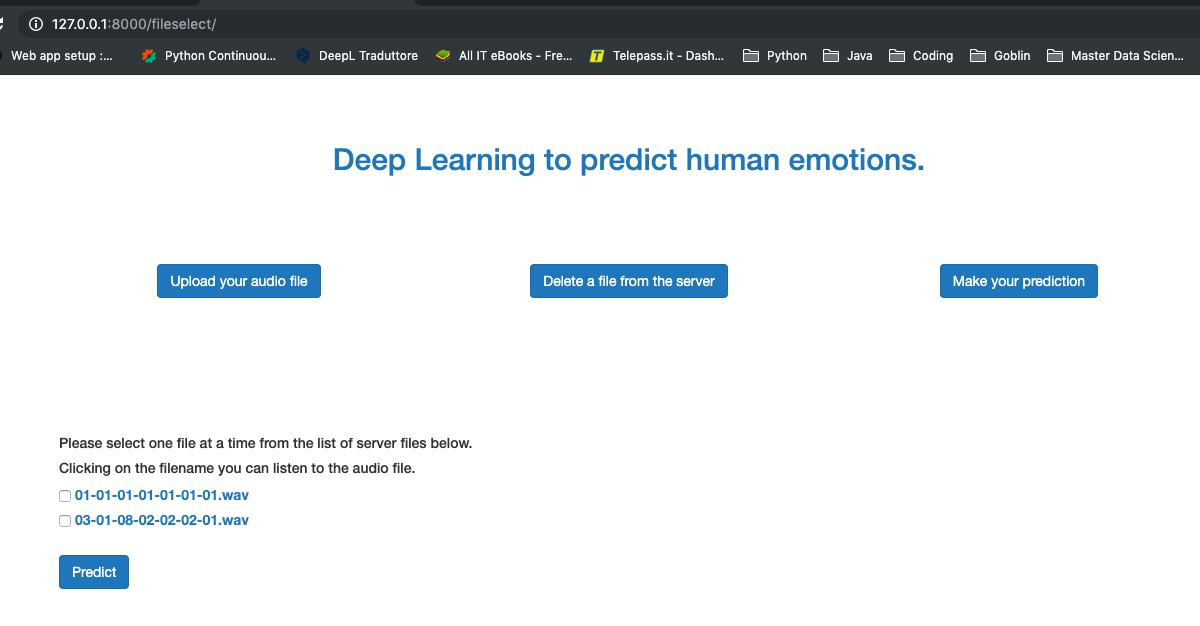 127.0.0.1:8000/fileselect/
Web app setup :... Python Continuou... DeepL Traduttore All IT eBooks - Fre... T Telepass.it - Dash... Python Java Coding Goblin Master Data Scien...
Deep Learning to predict human emotions.
Upload your audio file Delete a file from the server Make your prediction
Please select one file at a time from the list of server files below.
Clicking on the filename you can listen to the audio file.
01-01-01-01-01-01-01.wav
03-01-08-02-02-02-01.wav
Predict